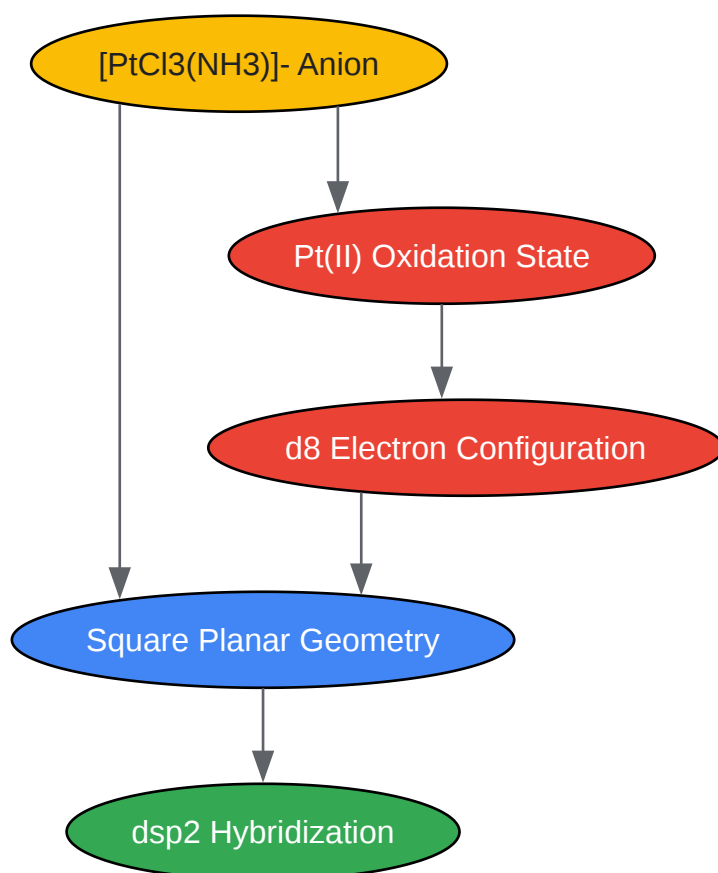 [PtCl3(NH3)]- Anion
Pt(II) Oxidation State
d8 Electron Configuration
Square Planar Geometry
dsp2 Hybridization